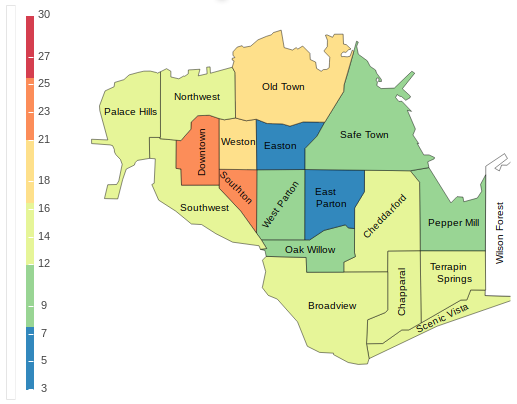 30
27
25
23
21
18
16
14
12
9
7
5
3
Old Town
Northwest
Palace Hills
Safe Town
Downtown
Weston
Easton
Southton
West Parton
East
Parton
Southwest
Cheddarford
Pepper Mill
Wilson Forest
Oak Willow
Terrapin
Springs
Chapparal
Broadview
Scenic Vista